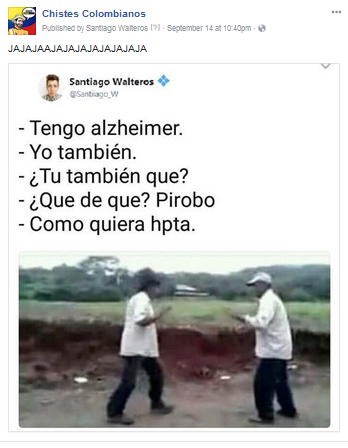 Chistes Colombianos
Published by Santiago Walteros [?] · September 14 at 10:40pm ·
JAJAJAAJAJAJAJAJAJAJAJA
Santiago Walteros
@Santiago_W
- Tengo alzheimer.
- Yo también.
- ¿Tu también que?
- ¿Que de que? Pirobo
- Como quiera hpta.